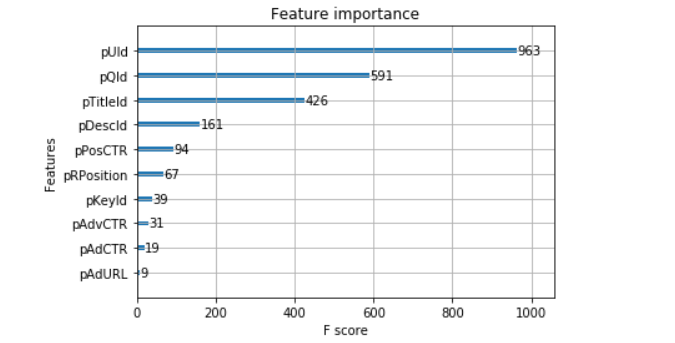 Feature importance
Features
pUId 963
pQId 591
pTitleId 426
pDescId 161
pPosCTR 94
pRPosition 67
pKeyId 39
pAdvCTR 31
pAdCTR 19
pAdURL 9
0 200 400 600 800 1000
F score